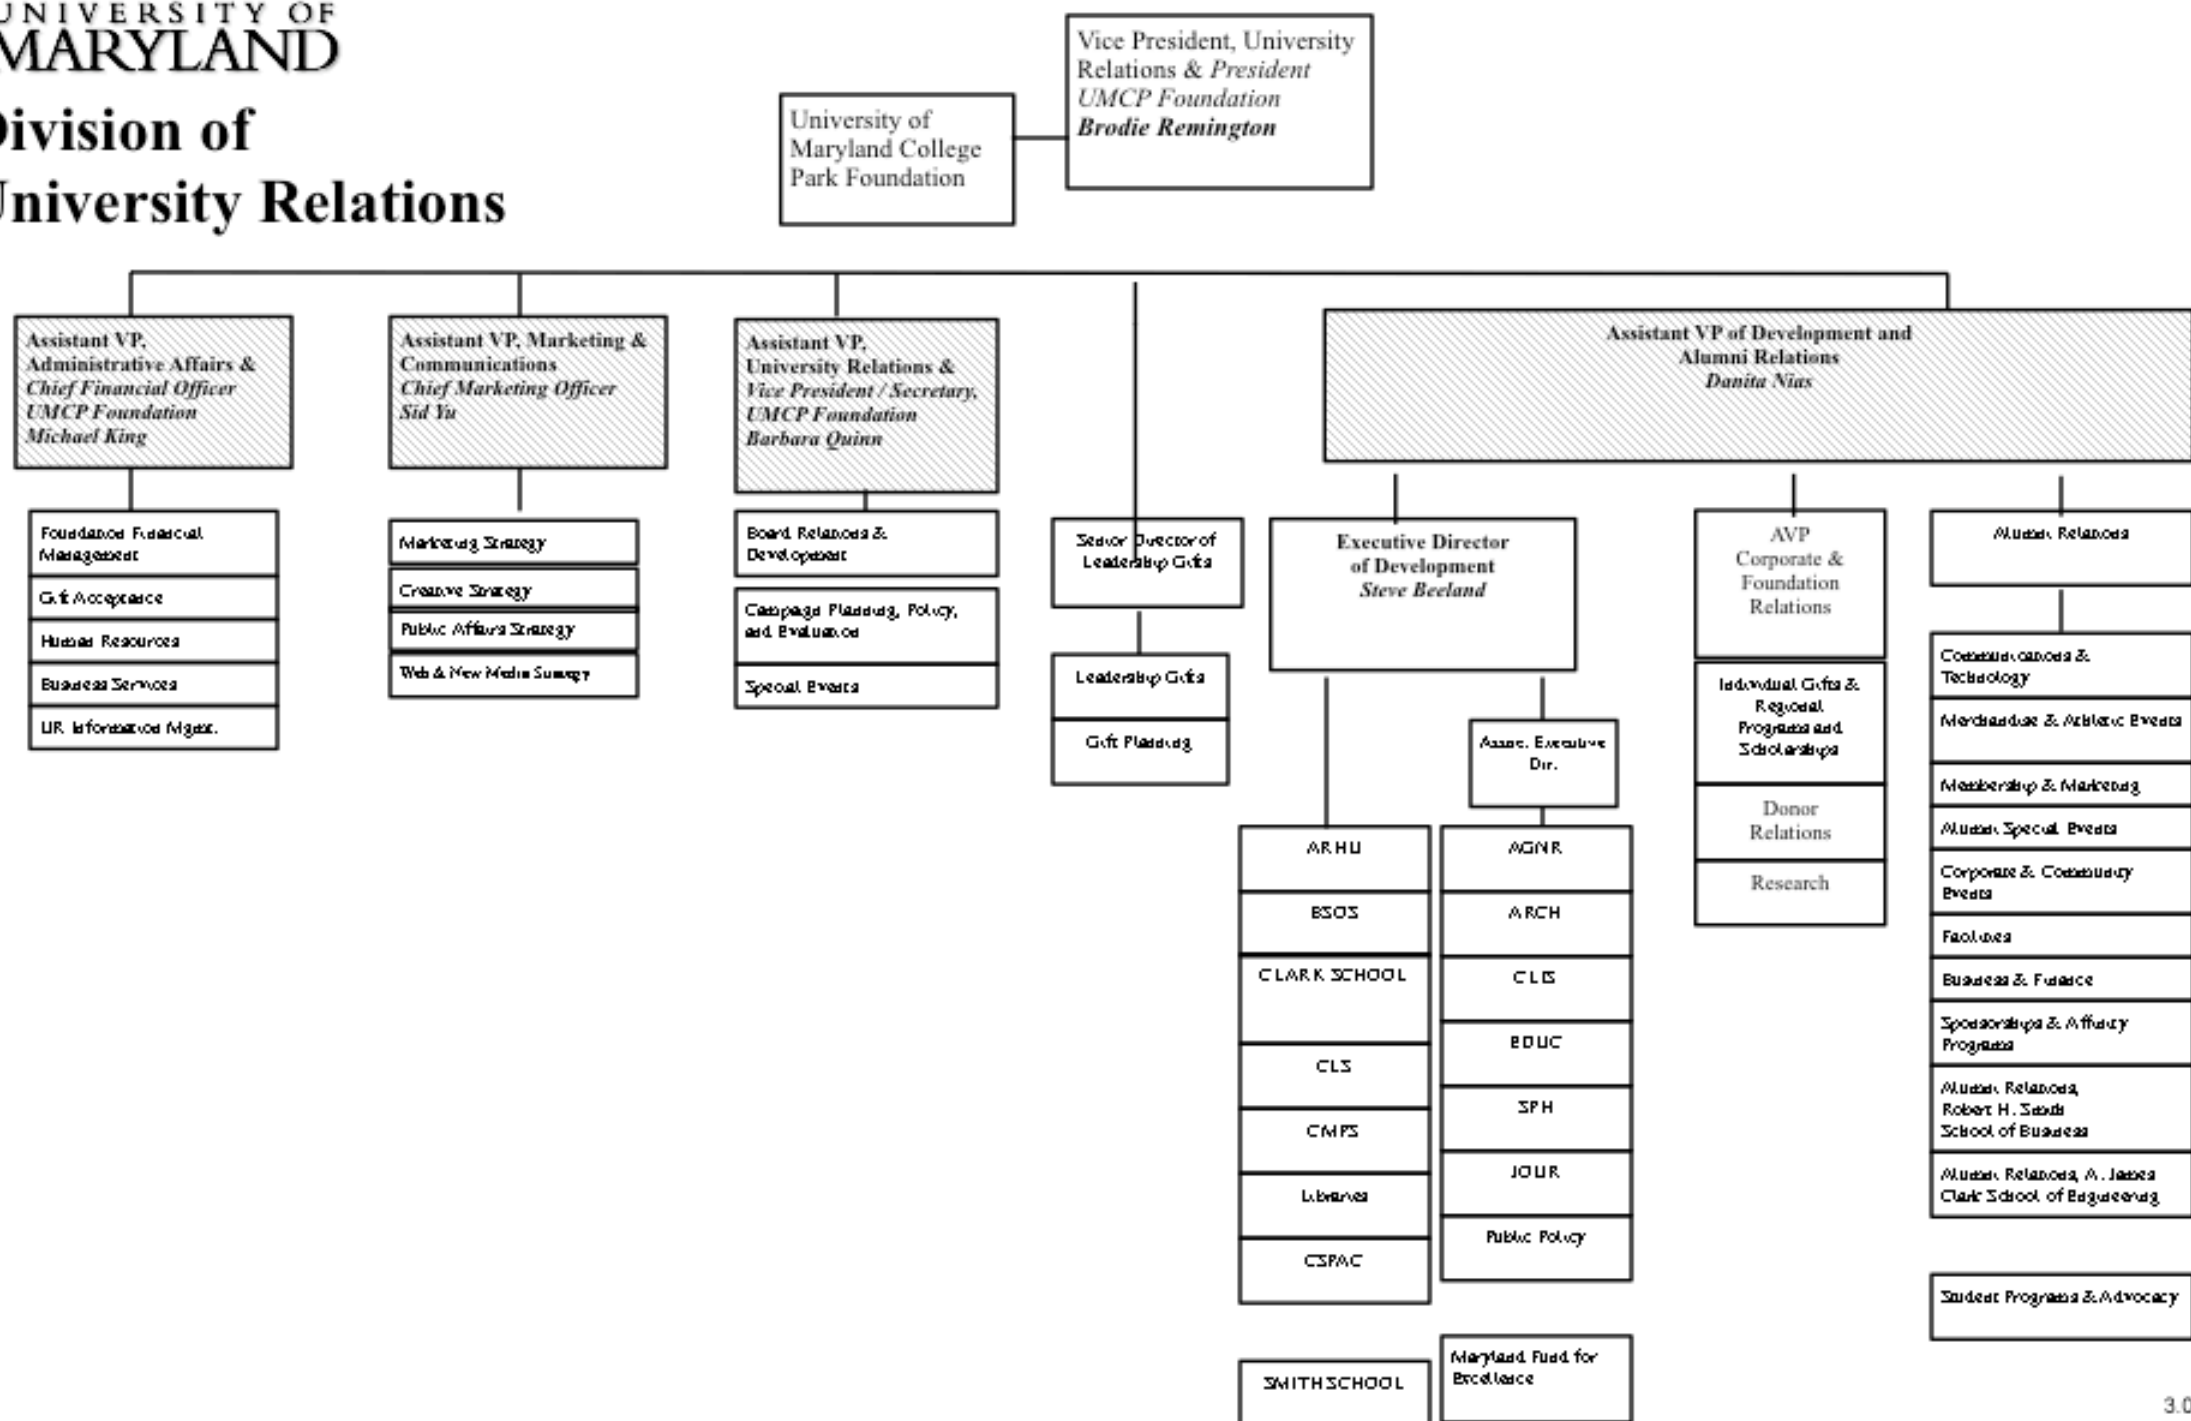 UNIVERSITY OF
MARYLAND
Division of
University Relations
Vice President, University
Relations & President
UMCP Foundation
Brodie Remington
University of
Maryland College
Park Foundation
Assistant VP,
Administrative Affairs &
Chief Financial Officer
UMCP Foundation
Michael King
Assistant VP, Marketing &
Communications
Chief Marketing Officer
Sid Yu
Assistant VP,
University Relations &
Vice President / Secretary,
UMCP Foundation
Barbara Quinn
Assistant VP of Development and
Alumni Relations
Danita Nias
Foundation Financial
Management
Gift Acceptance
Human Resources
Business Services
UR Information Mgmt.
Marketing Strategy
Creative Strategy
Public Affairs Strategy
Web & New Media Strategy
Board Relations &
Development
Campaign Planning, Policy,
and Evaluation
Special Events
Senior Director of
Leadership Gifts
Leadership Gifts
Gift Planning
Executive Director
of Development
Steve Beeland
Assoc. Executive
Dir.
ARHU
BSOS
CLARK SCHOOL
CLS
CMPS
Libraries
CSPAC
SMITH SCHOOL
AGNR
ARCH
CLIS
EDUC
SPH
JOUR
Public Policy
Maryland Fund for
Excellence
AVP
Corporate &
Foundation
Relations
Individual Gifts &
Regional
Programs and
Scholarships
Donor
Relations
Research
Alumni Relations
Communications &
Technology
Merchandise & Athletic Events
Membership & Marketing
Alumni Special Events
Corporate & Community
Events
Facilities
Business & Finance
Sponsorships & Affinity
Programs
Alumni Relations,
Robert H. Smith
School of Business
Alumni Relations, A. James
Clark School of Engineering
Student Programs & Advocacy
3.0